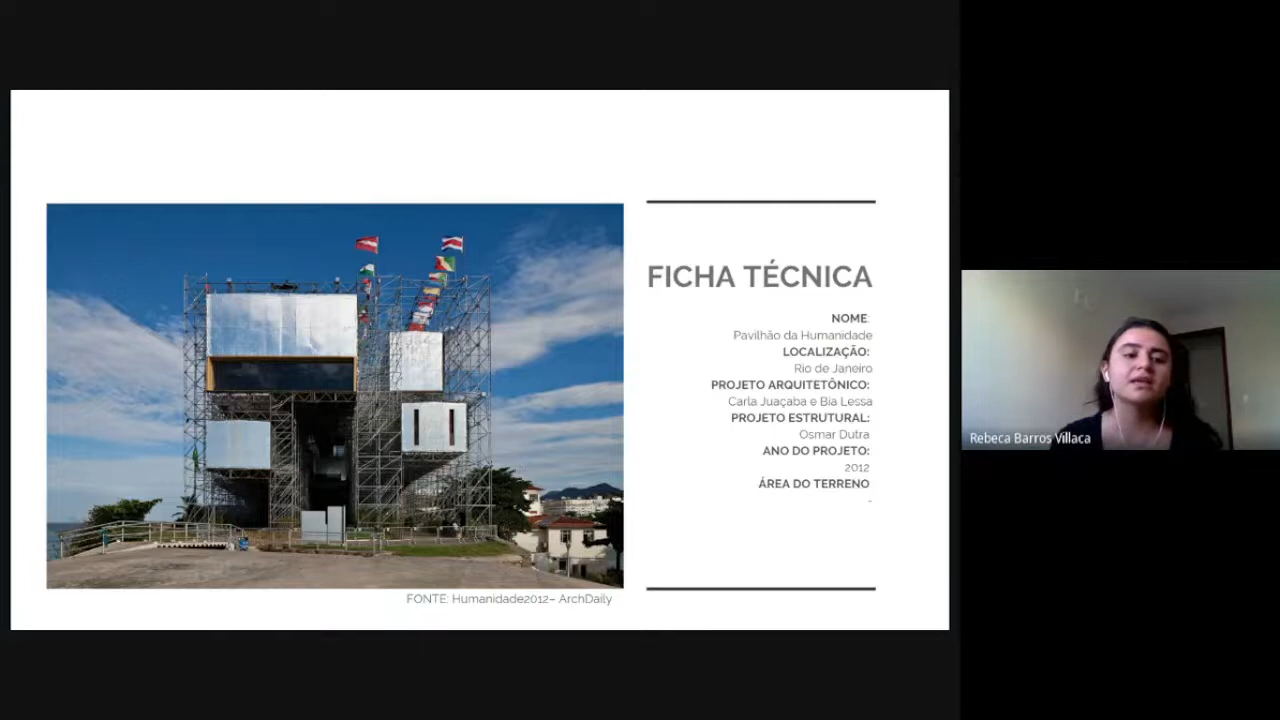 FICHA TÉCNICA
NOME:
Pavilhão da Humanidade
LOCALIZAÇÃO:
Rio de Janeiro
PROJETO ARQUITETÔNICO:
Carla Juaçaba e Bia Lessa
PROJETO ESTRUTURAL:
Osmar Dutra
ANO DO PROJETO:
2012
ÁREA DO TERRENO
-
FONTE: Humanidade2012– ArchDaily
Rebeca Barros Villaca